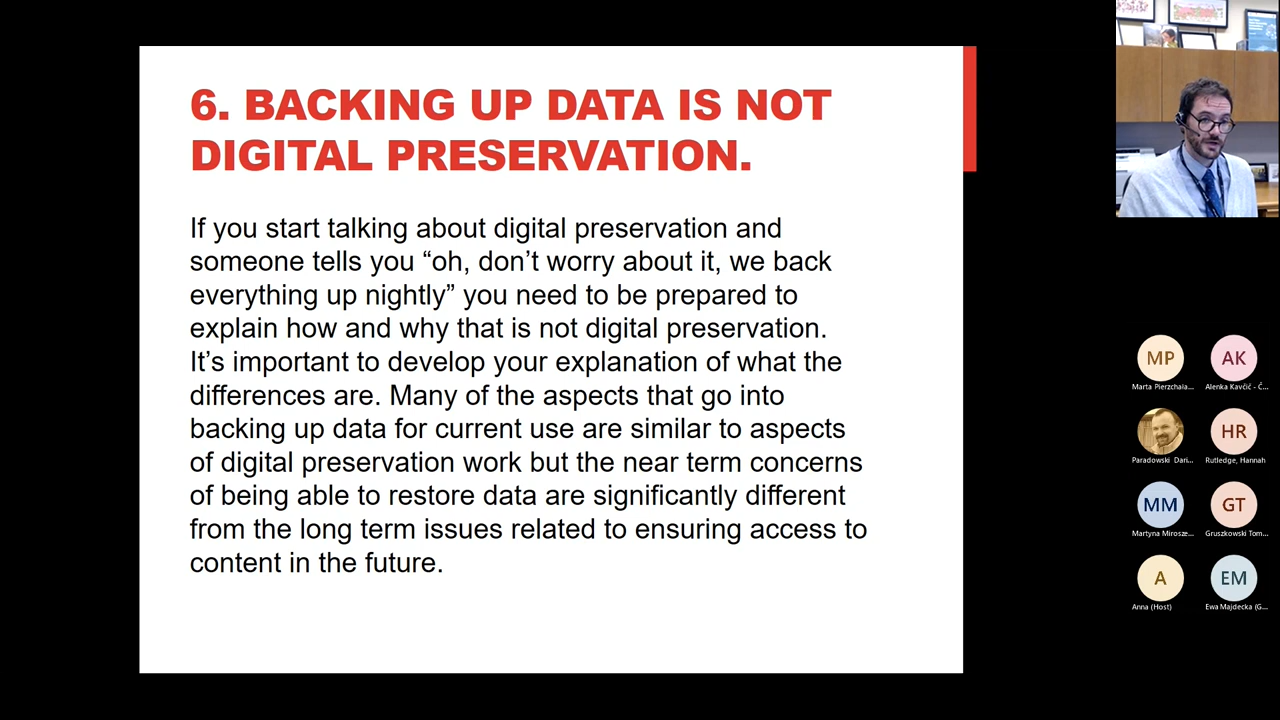 6. BACKING UP DATA IS NOT
DIGITAL PRESERVATION.
If you start talking about digital preservation and
someone tells you “oh, don’t worry about it, we back
everything up nightly” you need to be prepared to
explain how and why that is not digital preservation.
It’s important to develop your explanation of what the
differences are. Many of the aspects that go into
backing up data for current use are similar to aspects
of digital preservation work but the near term concerns
of being able to restore data are significantly different
from the long term issues related to ensuring access to
content in the future.
MP
AK
Marta Pierzchała...
Alenka Kavčič - Č...
HR
Paradowski Dari...
Rutledge, Hannah
MM
GT
Martyna Mirosze...
Gruszkowski Tom...
A
EM
Anna (Host)
Ewa Majdecka (G...